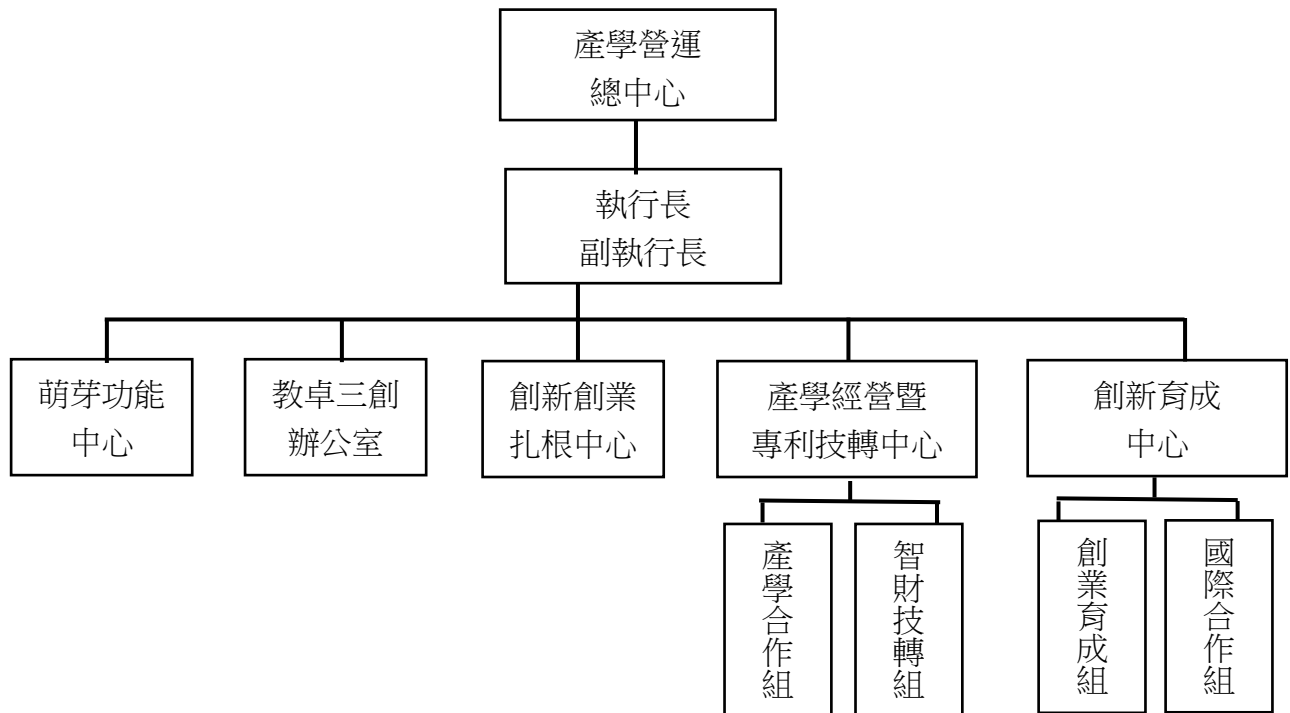 產學營運
總中心
執行長
副執行長
萌芽功能
中心
教卓三創
辦公室
創新創業
扎根中心
產學經營暨
專利技轉中心
創新育成
中心
產學合作組
智財技轉組
創業育成組
國際合作組